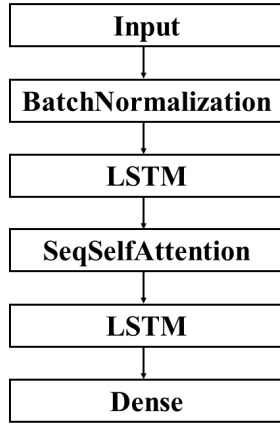 Input
BatchNormalization
LSTM
SeqSelfAttention
LSTM
Dense